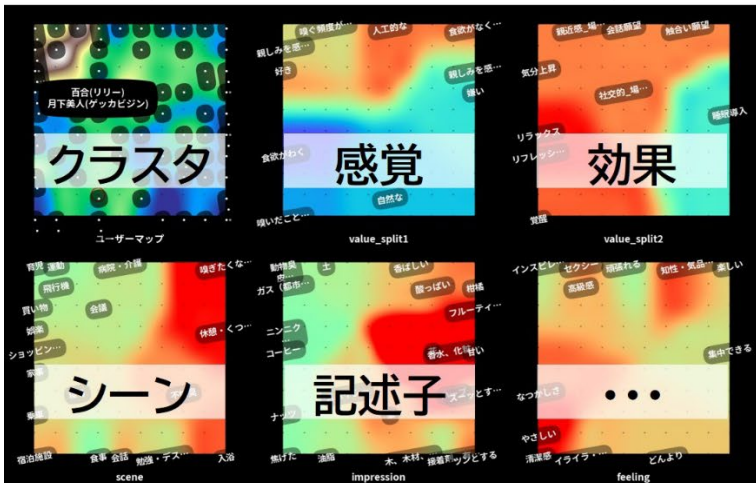 嗅ぐ頻度が…
人工的な
食欲がなく…
親しみを感…
好き
親しみを感…
嫌い
食欲がわく
自然な
嗅いだこと…
感覚
value_split1
百合(リリー)
月下美人(ゲッカビジン)
クラスタ
ユーザーマップ
親近感_場…
会話願望
触合い願望
気分上昇
社交的_場…
睡眠導入
リラックス
リフレッシ…
覚醒
効果
value_split2
育児
運動
病院・介護
嗅ぎたくな…
飛行機
買い物
会議
娯楽
休憩・くつ…
ショッピン…
家事
乗車
宿泊施設
食事
会話
勉強・デス…
入浴
シーン
scene
動物臭
土
香ばしい
ガス（都市…
酸っぱい
柑橘
フルーティ…
ニンニク
コーヒー
香水、化粧…
甘い
スーッとす…
ナッツ
焦げた
油脂
木、木材、…
記述子
impression
インスピレ…
セクシー
頑張れる
知性・気品…
楽しい
高級感
集中できる
なつかしさ
やさしい
清潔感
イライラ・…
どんより
・・・
feeling